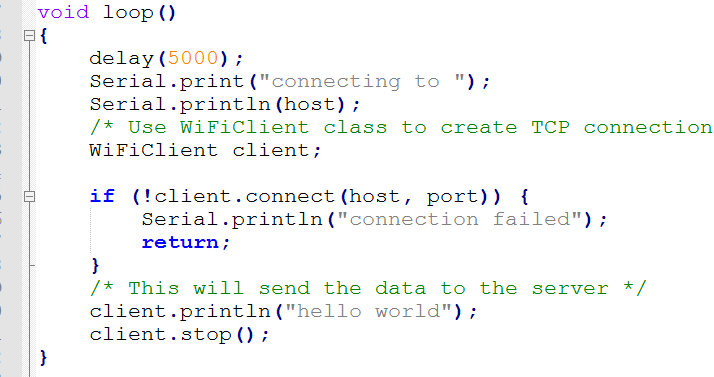 void loop()
{
delay(5000);
Serial.print("connecting to ");
Serial.println(host);
/* Use WiFiClient class to create TCP connection
WiFiClient client;
if (!client.connect(host, port)) {
Serial.println("connection failed");
return;
}
/* This will send the data to the server */
client.println("hello world");
client.stop();
}